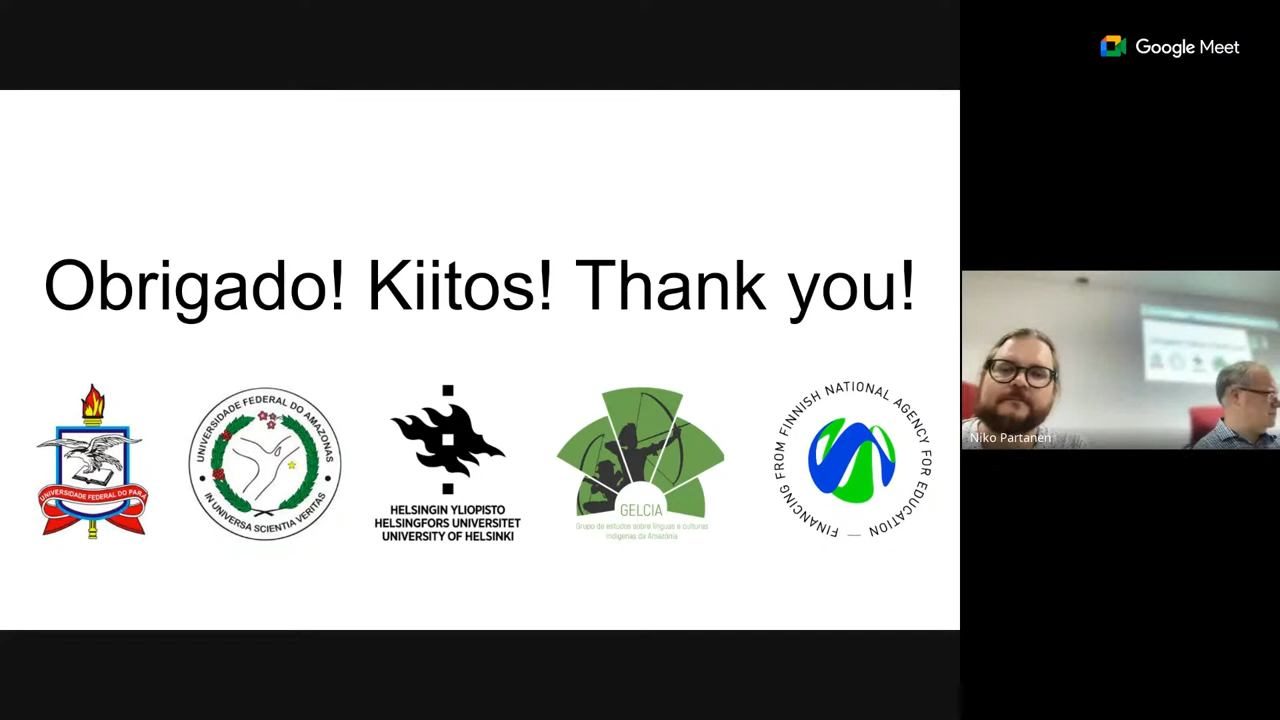 Google Meet
Obrigado! Kiitos! Thank you!
UNIVERSIDADE FEDERAL DO PARÁ
UNIVERSIDADE FEDERAL DO AMAZONAS
IN UNIVERSA SCIENTIA VERITAS
HELSINGIN YLIOPISTO
HELSINGFORS UNIVERSITET
UNIVERSITY OF HELSINKI
GELCIA
Grupo de estudos sobre línguas e culturas
indígenas da Amazônia
FINANCING FROM FINNISH NATIONAL AGENCY FOR EDUCATION
Niko Partanen